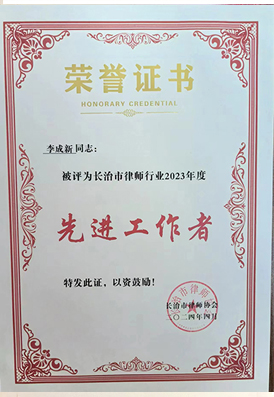 荣誉证书
HONORARY CREDENTIAL
李成新同志:
被评为长治市律师行业2023年度
先进工作者
特发此证,以资鼓励!
长治市律师协会
二〇二四年四月